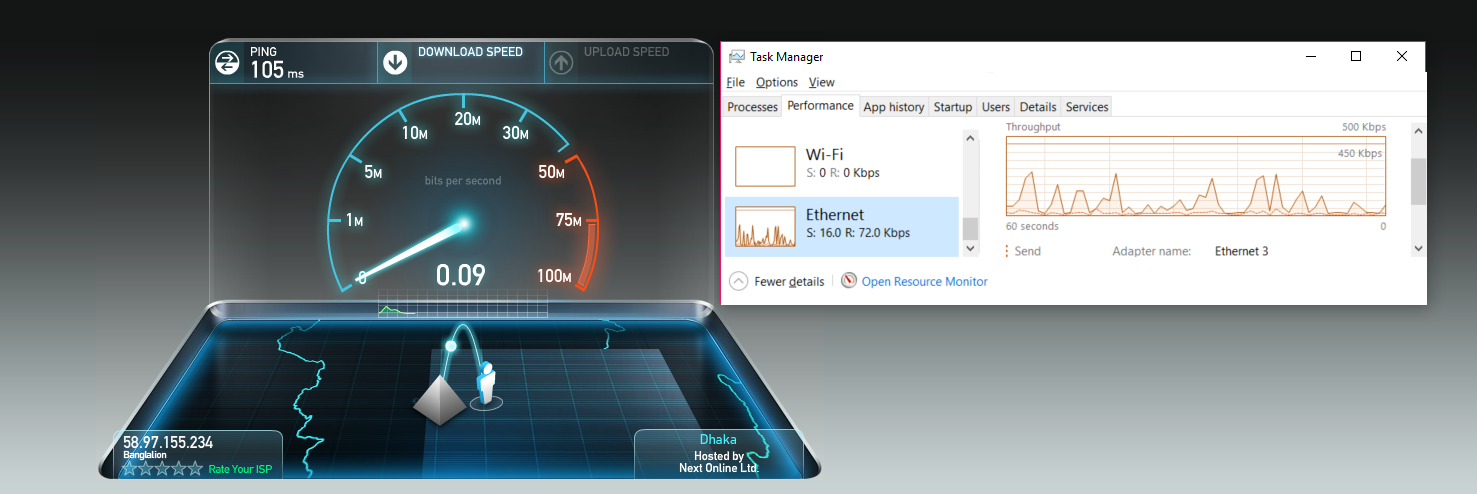 PING
105 ms
DOWNLOAD SPEED
UPLOAD SPEED
20M
10M
30M
5M
50M
bits per second
1M
75M
0
0.09
100M
58.97.155.234
Banglalion
Rate Your ISP
Dhaka
Hosted by
Next Online Ltd.
Task Manager
File Options View
Processes Performance App history Startup Users Details Services
Wi-Fi
S: 0 R: 0 Kbps
Ethernet
S: 16.0 R: 72.0 Kbps
Throughput 500 Kbps
450 Kbps
60 seconds 0
Send Adapter name: Ethernet 3
Fewer details Open Resource Monitor